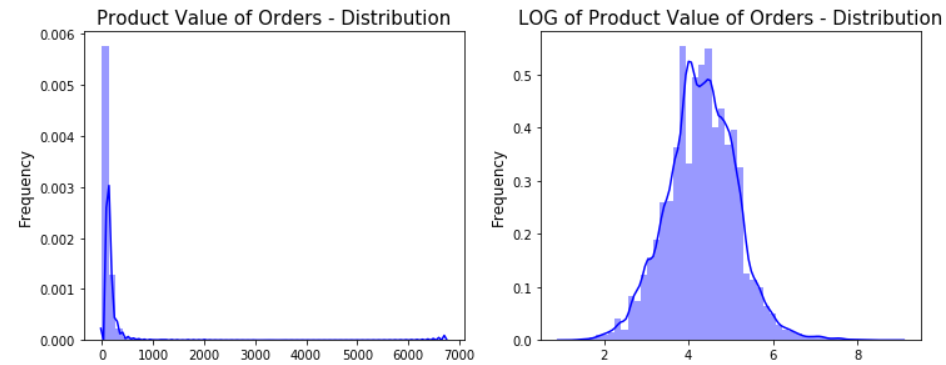 Product Value of Orders - Distribution
Frequency
0.006
0.005
0.004
0.003
0.002
0.001
0.000
0 1000 2000 3000 4000 5000 6000 7000
LOG of Product Value of Orders - Distribution
Frequency
0.5
0.4
0.3
0.2
0.1
0.0
2 4 6 8